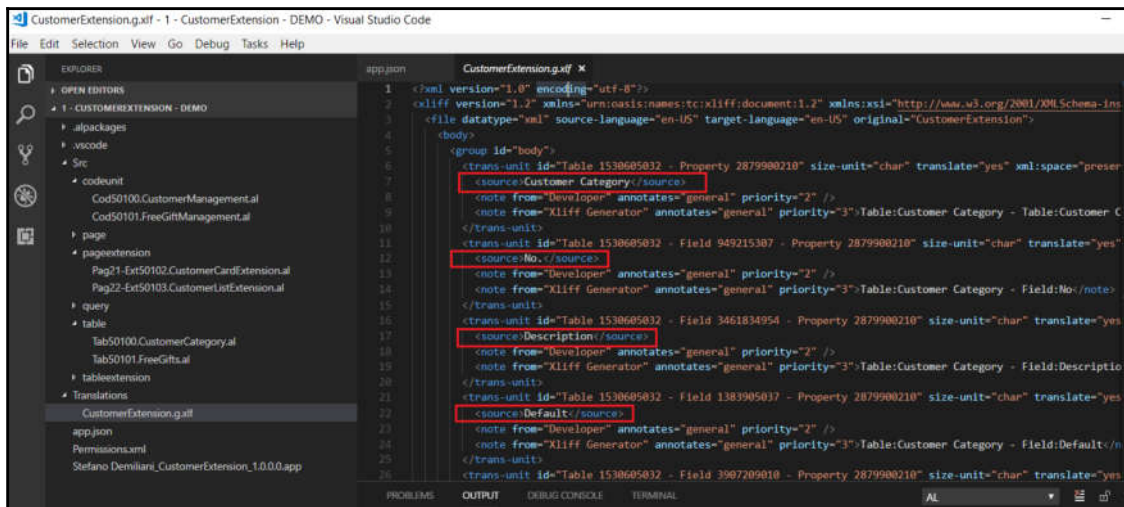 CustomerExtension.g.xlf - 1 - CustomerExtension - DEMO - Visual Studio Code
File Edit Selection View Go Debug Tasks Help
EXPLORER
OPEN EDITORS
1 - CUSTOMEREXTENSION - DEMO
.alpackages
.vscode
Src
codeunit
Cod50100.CustomerManagement.al
Cod50101.FreeGiftManagement.al
page
pageextension
Pag21-Ext50102.CustomerCardExtension.al
Pag22-Ext50103.CustomerListExtension.al
query
table
Tab50100.CustomerCategory.al
Tab50101.FreeGifts.al
tableextension
Translations
CustomerExtension.g.xlf
app.json
Permissions.xml
Stefano Demiliani_CustomerExtension_1.0.0.0.app
app.json CustomerExtension.g.xlf
1 <?xml version="1.0" encoding="utf-8"?>
2 <xliff version="1.2" xmlns="urn:oasis:names:tc:xliff:document:1.2" xmlns:xsi="http://www.w3.org/2001/XMLSchema-ins
3 <file datatype="xml" source-language="en-US" target-language="en-US" original="CustomerExtension">
4 <body>
5 <group id="body">
6 <trans-unit id="Table 1530605032 - Property 2879900210" size-unit="char" translate="yes" xml:space="preser
7 <source>Customer Category</source>
8 <note from="Developer" annotates="general" priority="2" />
9 <note from="Xliff Generator" annotates="general" priority="3">Table:Customer Category - Table:Customer C
10 </trans-unit>
11 <trans-unit id="Table 1530605032 - Field 949215307 - Property 2879900210" size-unit="char" translate="yes"
12 <source>No.</source>
13 <note from="Developer" annotates="general" priority="2" />
14 <note from="Xliff Generator" annotates="general" priority="3">Table:Customer Category - Field:No</note>
15 </trans-unit>
16 <trans-unit id="Table 1530605032 - Field 3461834954 - Property 2879900210" size-unit="char" translate="yes
17 <source>Description</source>
18 <note from="Developer" annotates="general" priority="2" />
19 <note from="Xliff Generator" annotates="general" priority="3">Table:Customer Category - Field:Descriptio
20 </trans-unit>
21 <trans-unit id="Table 1530605032 - Field 1383905037 - Property 2879900210" size-unit="char" translate="yes
22 <source>Default</source>
23 <note from="Developer" annotates="general" priority="2" />
24 <note from="Xliff Generator" annotates="general" priority="3">Table:Customer Category - Field:Default</n
25 </trans-unit>
26 <trans-unit id="Table 1530605032 - Field 3907209010 - Property 2879900210" size-unit="char" translate="yes
PROBLEMS OUTPUT DEBUG CONSOLE TERMINAL AL